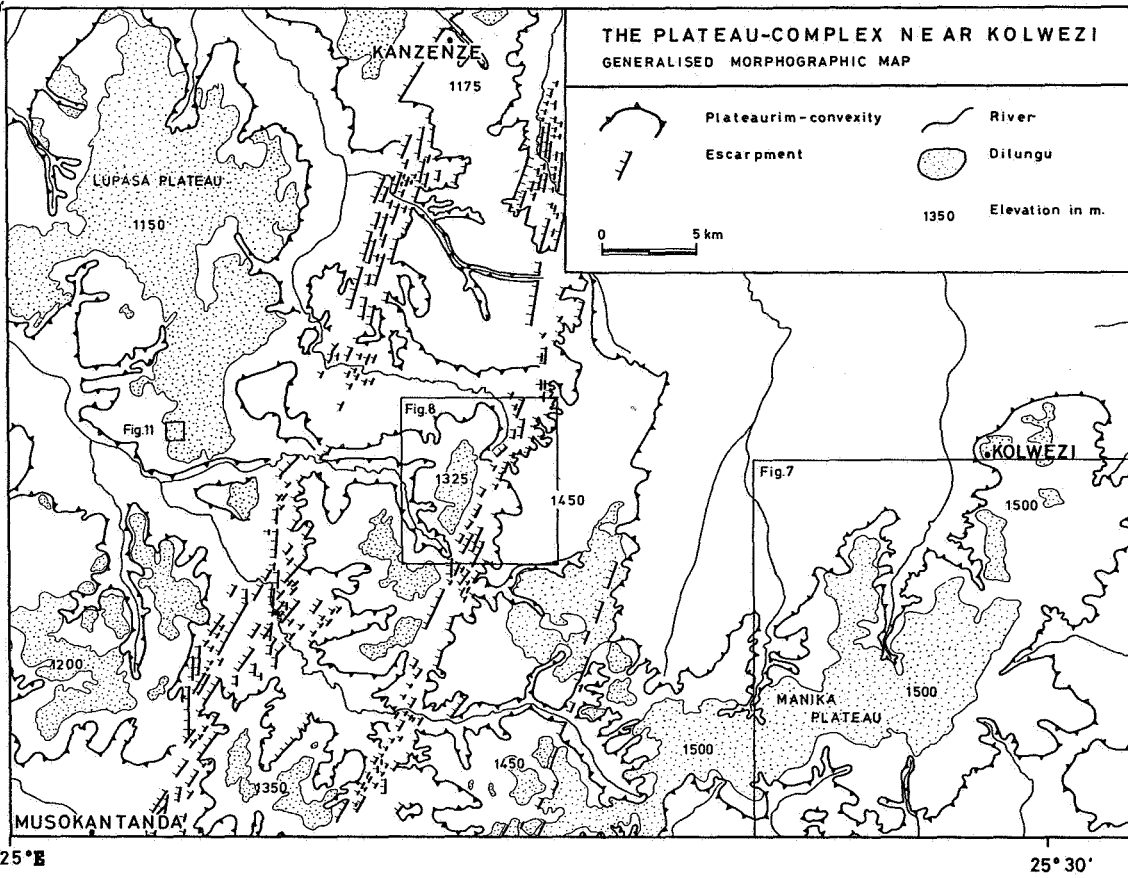 THE PLATEAU-COMPLEX NEAR KOLWEZI
GENERALISED MORPHOGRAPHIC MAP
Plateaurim-convexity
River
Escarpment
Dilungu
1350 Elevation in m.
0 5 km
KANZENZE
1175
LUPASA PLATEAU
1150
Fig.11
Fig.8
1325
1450
KOLWEZI
Fig.7
1500
1200
1500
MANIKA
PLATEAU
1500
1450
1350
MUSOKANTANDA
25°E
25° 30'